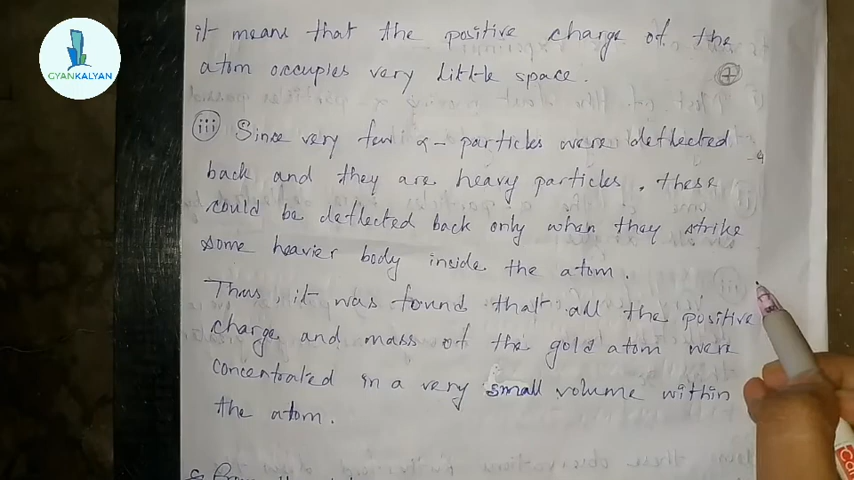 GYANKALYAN
it means that the positive charge of the
atom occupies very little space.
7
(iii) Since very few α- particles were deflected
back and they are heavy particles. these
could be deflected back only when they strike
some heavier body inside the atom.
Thus, it was found that all the positive
charge and mass of the gold atom were
concentrated in a very small volume within
the atom.